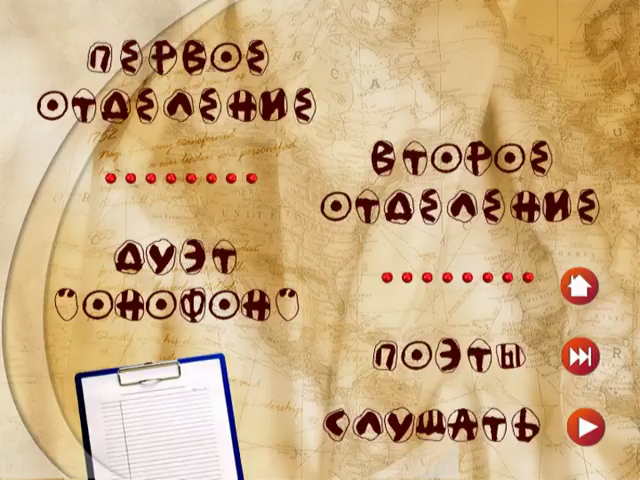 ПЕРВОЕ
ОТДЕЛЕНИЕ
ДУЭТ
"ОНОФОН"
ВТОРОЕ
ОТДЕЛЕНИЕ
ПОЭТЫ
СЛУШАТЬ